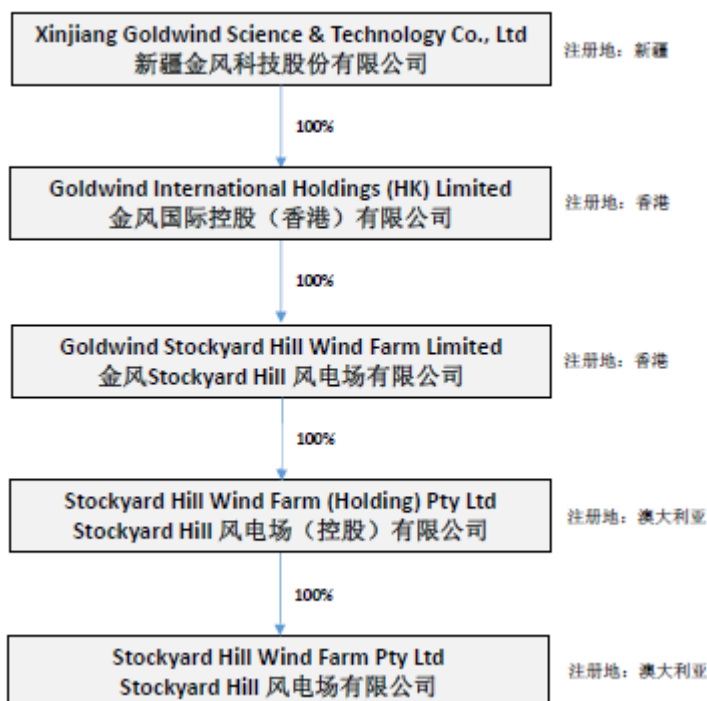 Xinjiang Goldwind Science & Technology Co., Ltd
新疆金风科技股份有限公司
注册地：新疆
100%
Goldwind International Holdings (HK) Limited
金风国际控股（香港）有限公司
注册地：香港
100%
Goldwind Stockyard Hill Wind Farm Limited
金风Stockyard Hill 风电场有限公司
注册地：香港
100%
Stockyard Hill Wind Farm (Holding) Pty Ltd
Stockyard Hill 风电场（控股）有限公司
注册地：澳大利亚
100%
Stockyard Hill Wind Farm Pty Ltd
Stockyard Hill 风电场有限公司
注册地：澳大利亚